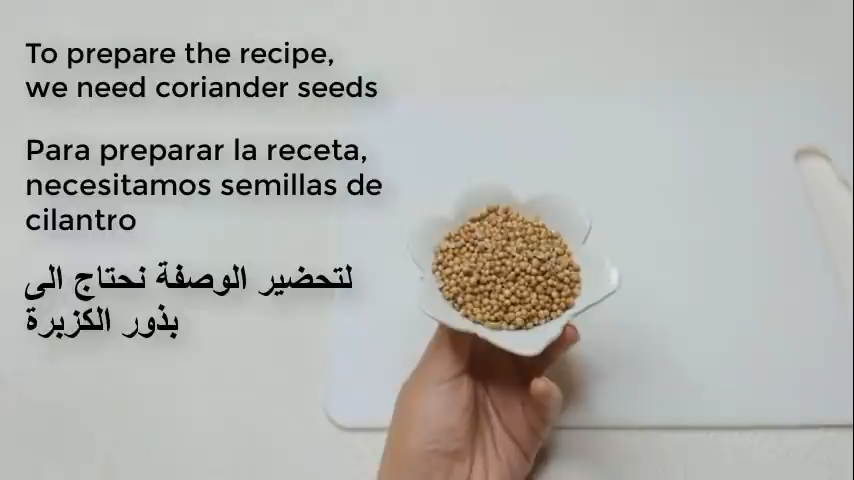 To prepare the recipe,
we need coriander seeds
Para preparar la receta,
necesitamos semillas de
cilantro
لتحضير الوصفة نحتاج الى
بذور الكزبرة